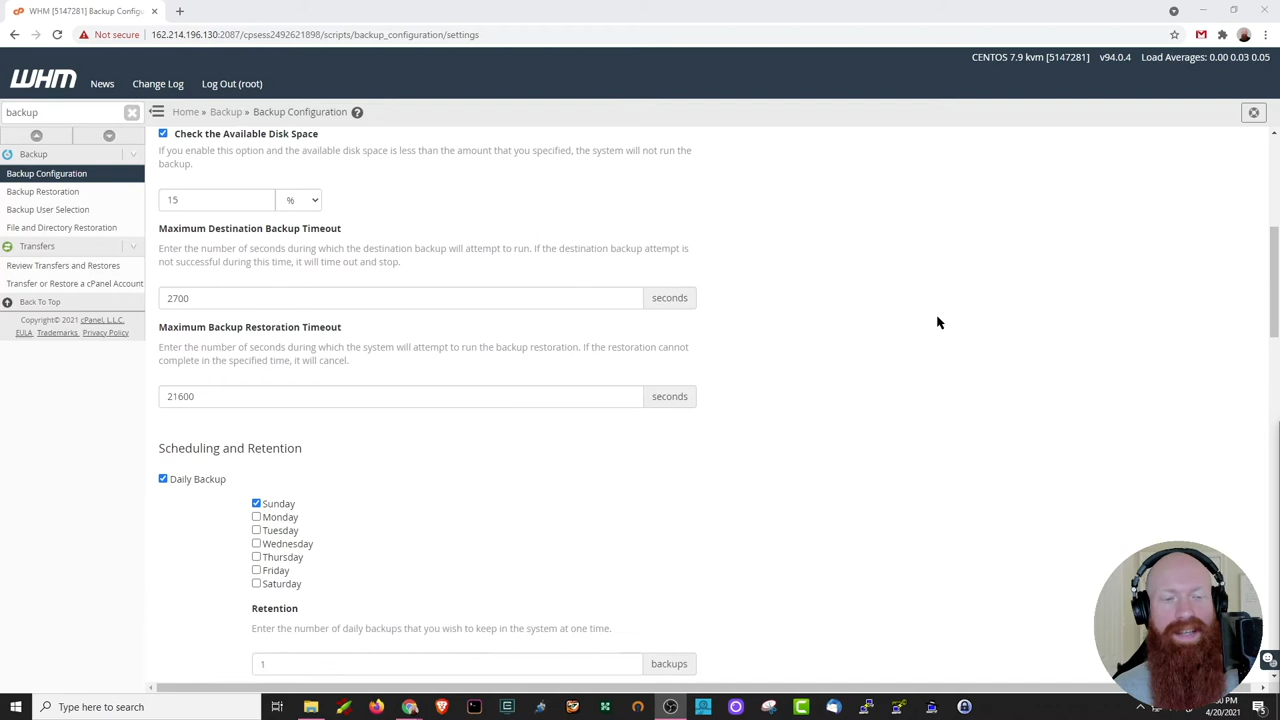 WHM [5147281] Backup Configu
Not secure
162.214.196.130:2087/cpsess2492621898/scripts/backup_configuration/settings
CENTOS 7.9 kvm [5147281] v94.0.4 Load Averages: 0.00 0.03 0.05
WHM News Change Log Log Out (root)
backup
Home » Backup » Backup Configuration
Backup
Backup Configuration
Backup Restoration
Backup User Selection
File and Directory Restoration
Transfers
Review Transfers and Restores
Transfer or Restore a cPanel Account
Back To Top
Copyright© 2021 cPanel, L.L.C.
EULA Trademarks Privacy Policy
Check the Available Disk Space
If you enable this option and the available disk space is less than the amount that you specified, the system will not run the
backup.
15 %
Maximum Destination Backup Timeout
Enter the number of seconds during which the destination backup will attempt to run. If the destination backup attempt is
not successful during this time, it will time out and stop.
2700 seconds
Maximum Backup Restoration Timeout
Enter the number of seconds during which the system will attempt to run the backup restoration. If the restoration cannot
complete in the specified time, it will cancel.
21600 seconds
Scheduling and Retention
Daily Backup
Sunday
Monday
Tuesday
Wednesday
Thursday
Friday
Saturday
Retention
Enter the number of daily backups that you wish to keep in the system at one time.
1 backups
Type here to search
4/20/2021